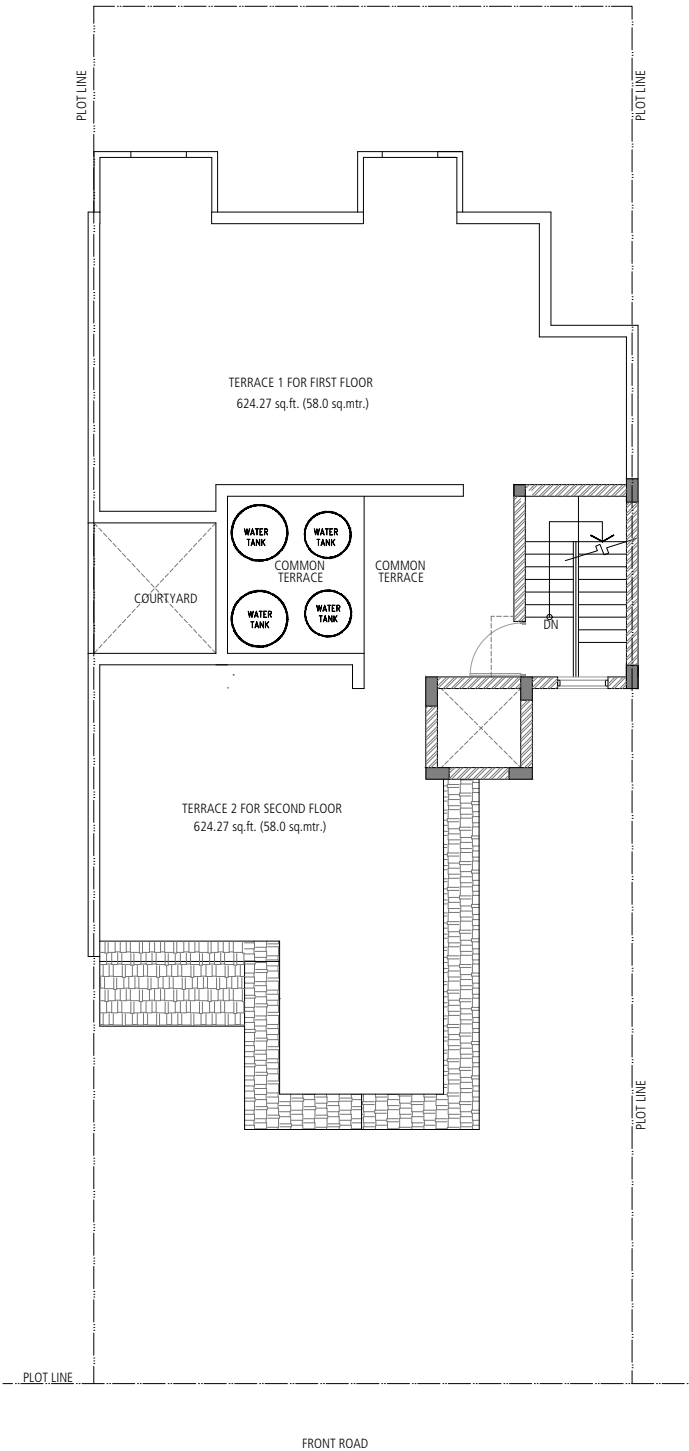 PLOT LINE
PLOT LINE
TERRACE 1 FOR FIRST FLOOR
624.27 sq.ft. (58.0 sq.mtr.)
WATER
TANK
WATER
TANK
COMMON
TERRACE
COMMON
TERRACE
COURTYARD
WATER
TANK
WATER
TANK
DN
TERRACE 2 FOR SECOND FLOOR
624.27 sq.ft. (58.0 sq.mtr.)
PLOT LINE
PLOT LINE
FRONT ROAD